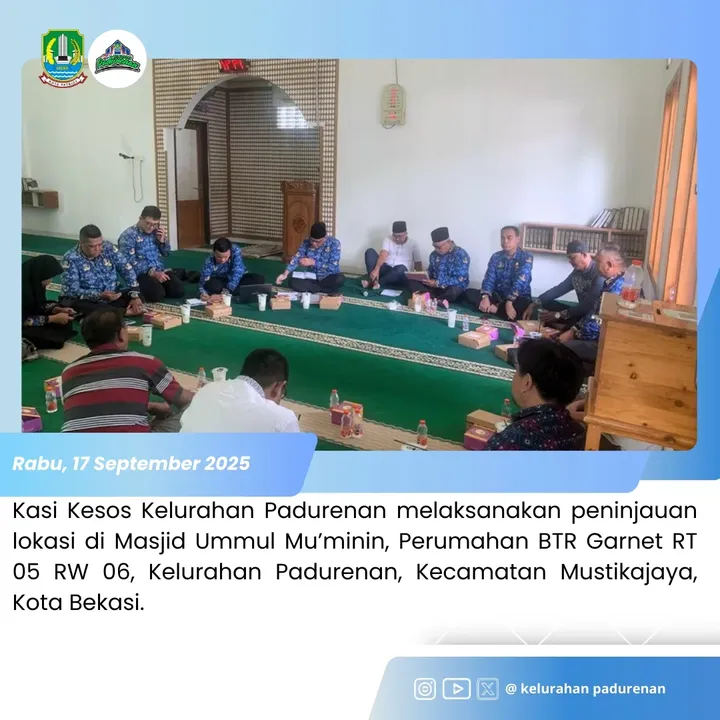 Rabu, 17 September 2025
Kasi Kesos Kelurahan Padurenan melaksanakan peninjauan
lokasi di Masjid Ummul Mu‘minin, Perumahan BTR Garnet RT
05 RW 06, Kelurahan Padurenan, Kecamatan Mustikajaya,
Kota Bekasi.
@ kelurahan padurenan